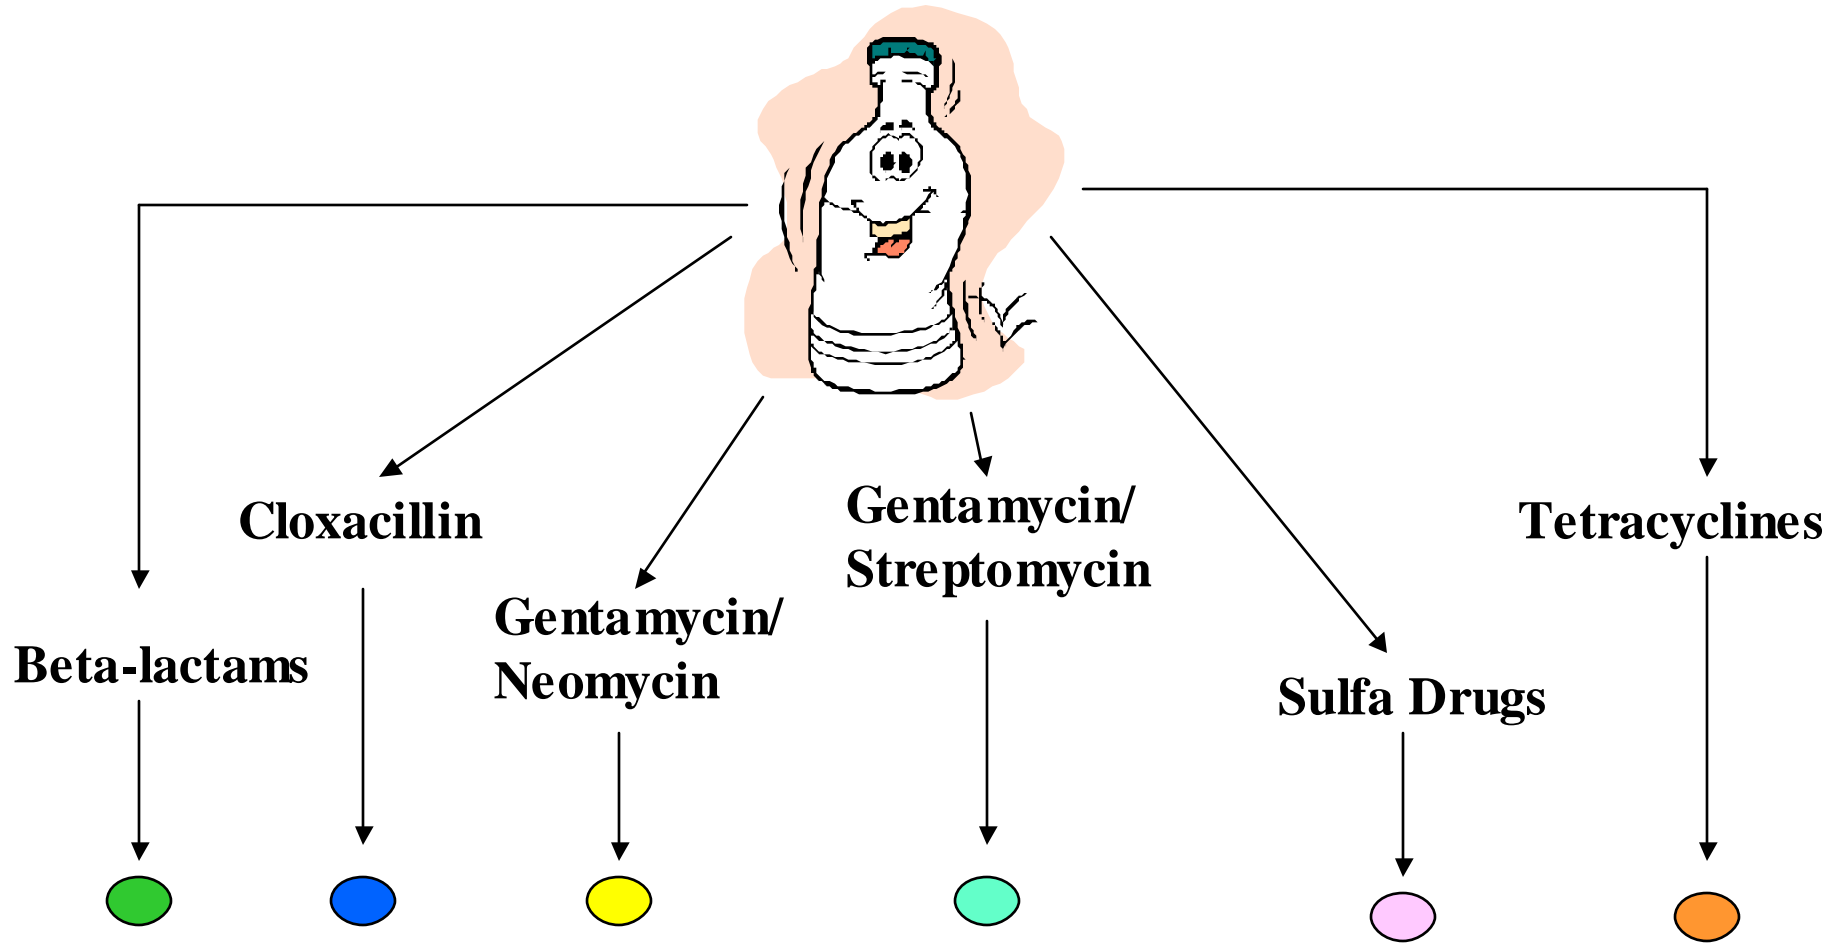 Cloxacillin
Gentamycin/
Streptomycin
Tetracyclines
Beta-lactams
Gentamycin/
Neomycin
Sulfa Drugs